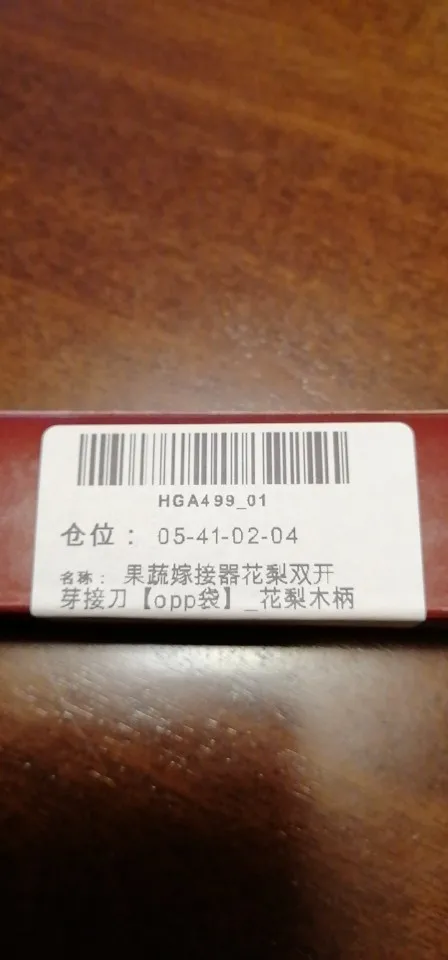 HGA499_01
仓位： 05-41-02-04
名称： 果蔬嫁接器花梨双开
芽接刀【opp袋】_花梨木柄